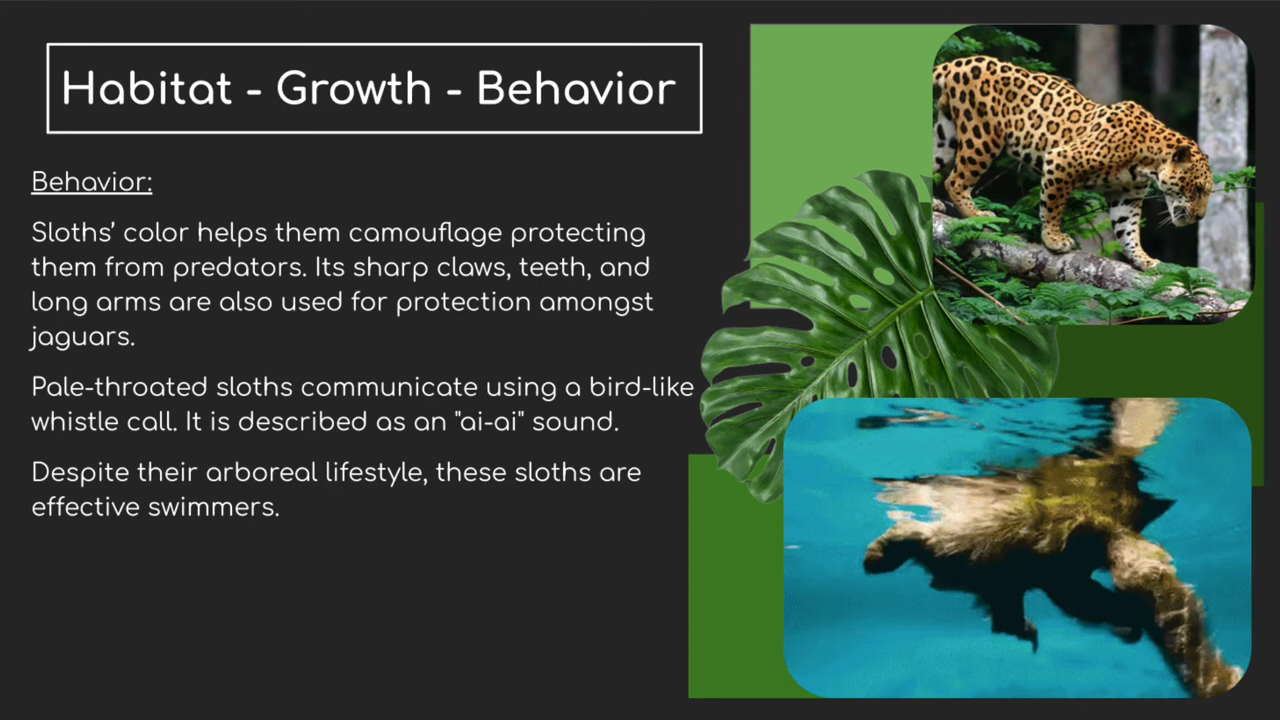 Habitat - Growth - Behavior
Behavior:
Sloths’ color helps them camouflage protecting
them from predators. Its sharp claws, teeth, and
long arms are also used for protection amongst
jaguars.
Pale-throated sloths communicate using a bird-like
whistle call. It is described as an "ai-ai" sound.
Despite their arboreal lifestyle, these sloths are
effective swimmers.